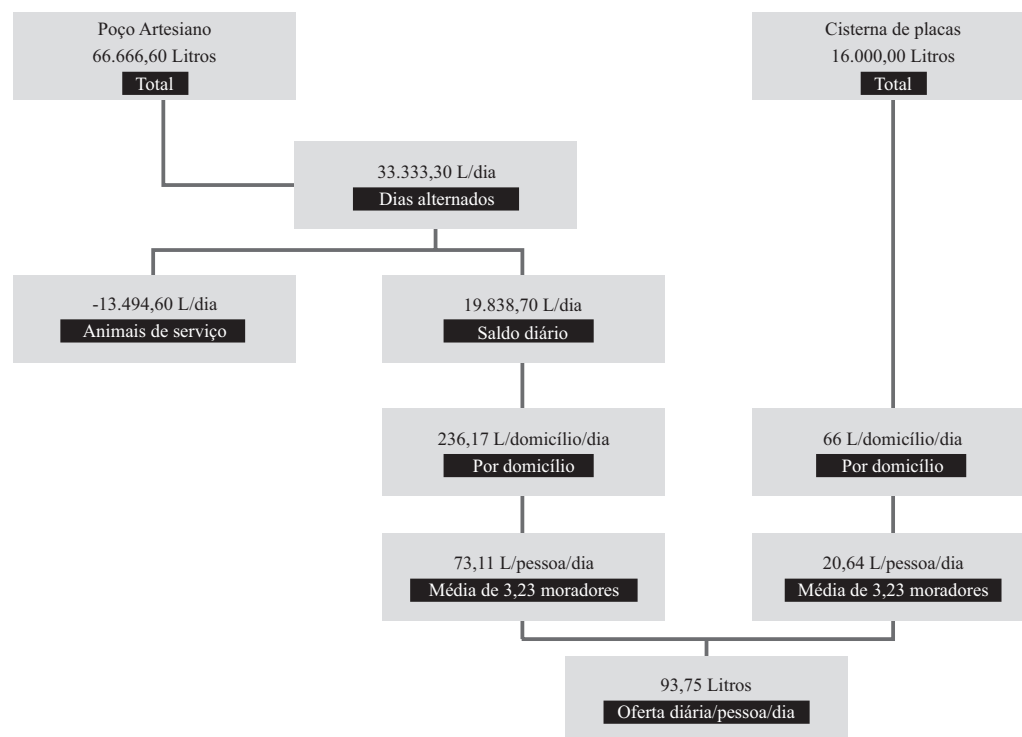 Poço Artesiano
66.666,60 Litros
Total
Cisterna de placas
16.000,00 Litros
Total
33.333,30 L/dia
Dias alternados
-13.494,60 L/dia
Animais de serviço
19.838,70 L/dia
Saldo diário
236,17 L/domicílio/dia
Por domicílio
66 L/domicílio/dia
Por domicílio
73,11 L/pessoa/dia
Média de 3,23 moradores
20,64 L/pessoa/dia
Média de 3,23 moradores
93,75 Litros
Oferta diária/pessoa/dia